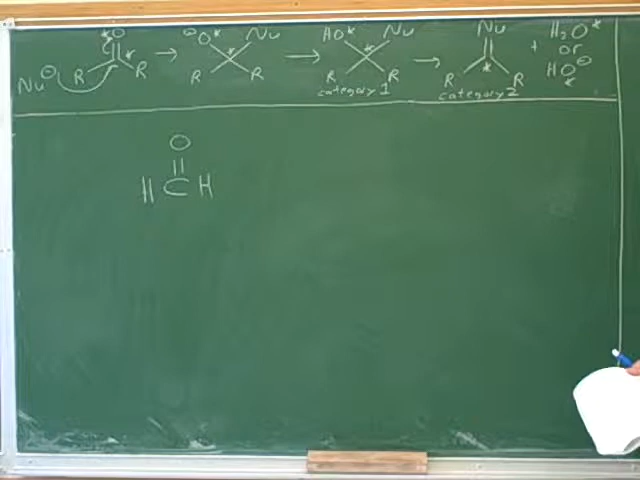 *O ⊖O* Nu HO* Nu Nu H₂O*
|| * → * → → || + or
Nu⊖ R R R R R R R * R HO⊖
category 1 category 2 *
O
||
H C H